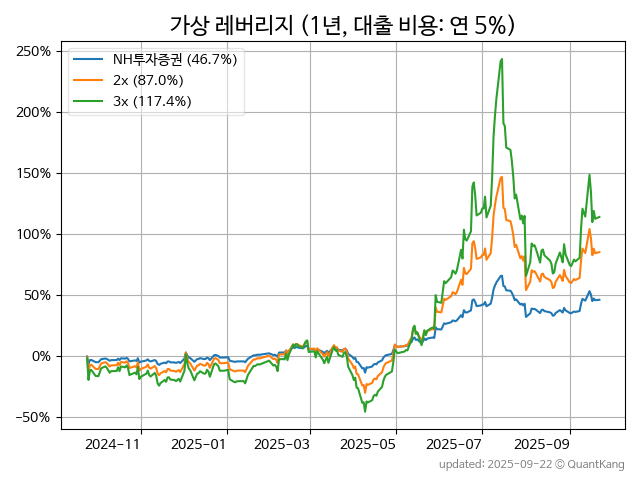 가상 레버리지 (1년, 대출 비용: 연 5%)
250%
200%
150%
100%
50%
0%
−50%
NH투자증권 (46.7%)
2x (87.0%)
3x (117.4%)
2024-11
2025-01
2025-03
2025-05
2025-07
2025-09
updated: 2025-09-22 © QuantKang